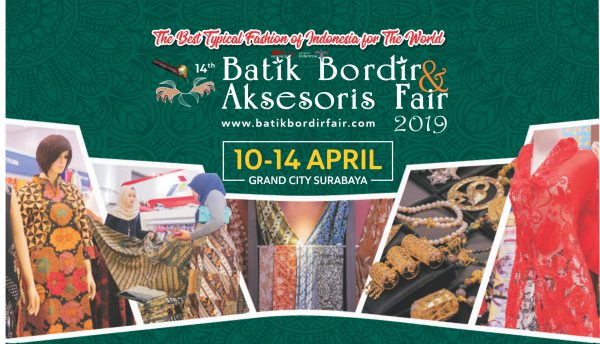 The Best Typical Fashion of Indonesia for The World
14th Batik Bordir &
Aksesoris Fair
www.batikbordirfair.com 2019
10-14 APRIL
GRAND CITY SURABAYA